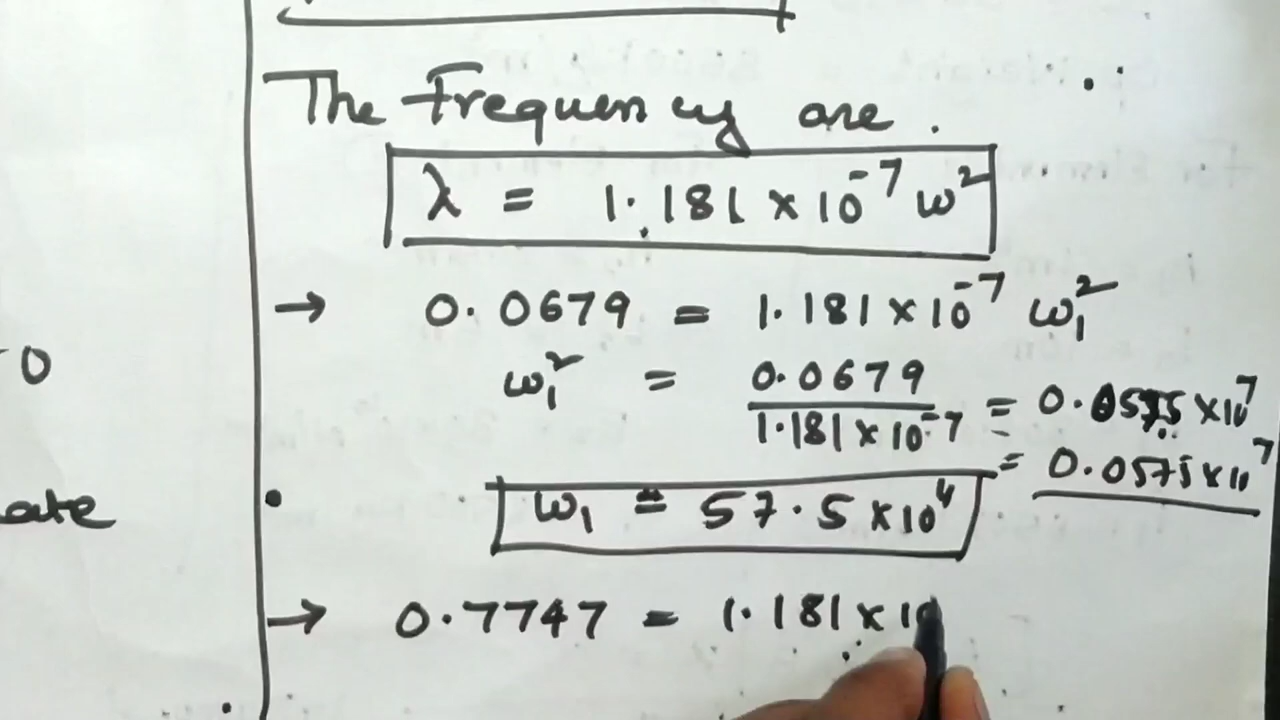 The Frequency are.
λ = 1.181 × 10⁻⁷ ω²
→ 0.0679 = 1.181 × 10⁻⁷ ω₁²
ω₁² = 0.0679 / 1.181 × 10⁻⁷ = 0.0575 × 10⁷
= 0.0575 × 10⁷
ω₁ = 57.5 × 10⁴
→ 0.7747 = 1.181 × 10
0
ate